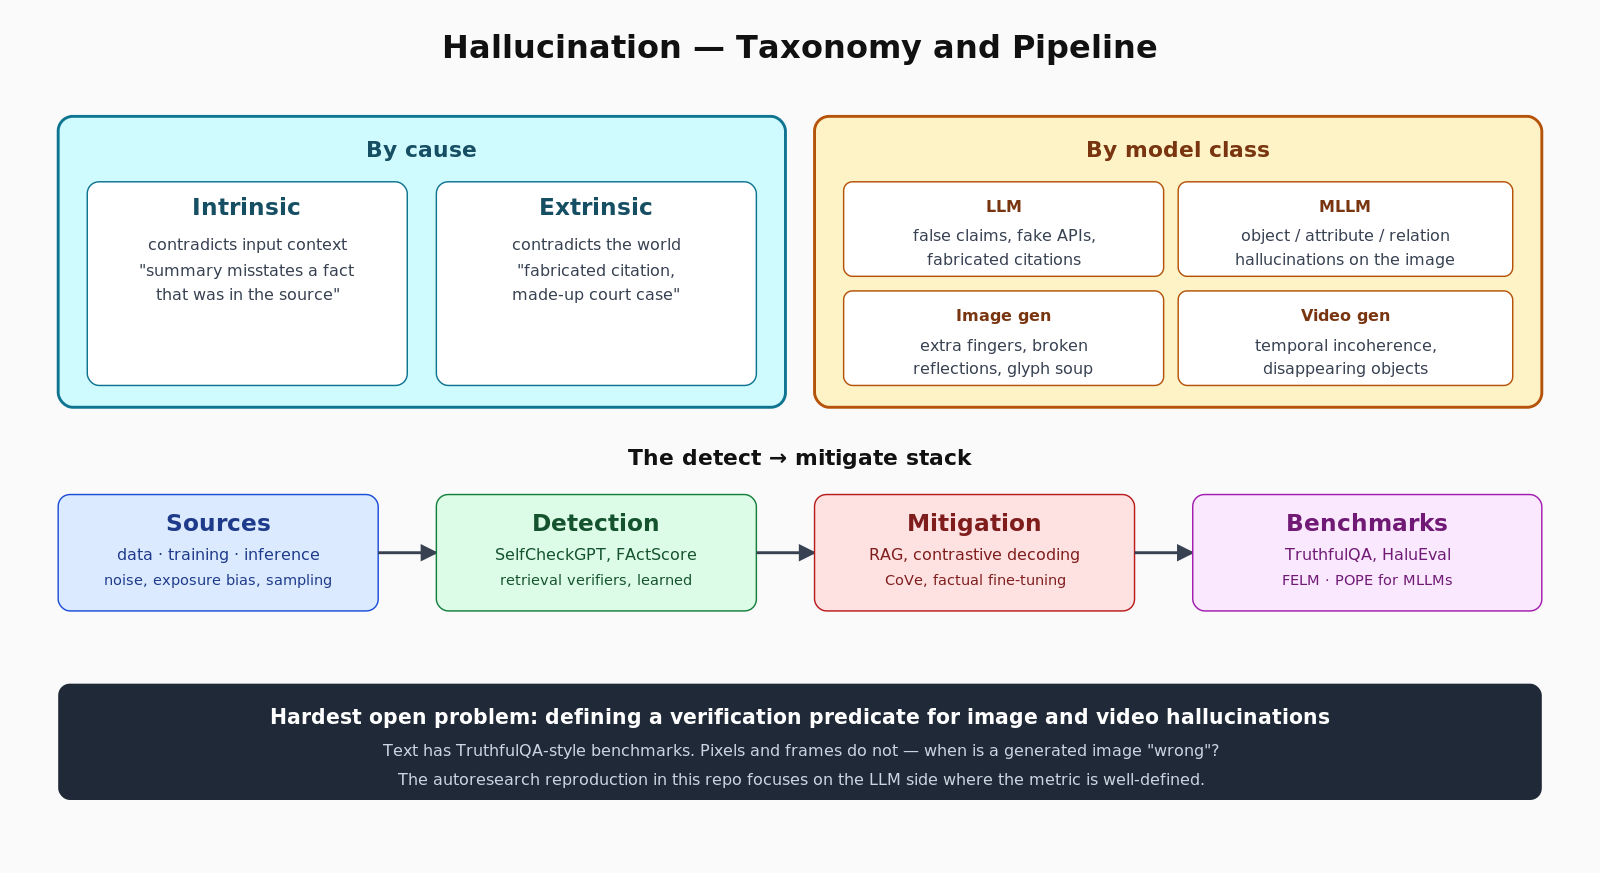 Hallucination — Taxonomy and Pipeline
By cause
Intrinsic
contradicts input context
"summary misstates a fact
that was in the source"
Extrinsic
contradicts the world
"fabricated citation,
made-up court case"
By model class
LLM
false claims, fake APIs,
fabricated citations
MLLM
object / attribute / relation
hallucinations on the image
Image gen
extra fingers, broken
reflections, glyph soup
Video gen
temporal incoherence,
disappearing objects
The detect → mitigate stack
Sources
data · training · inference
noise, exposure bias, sampling
Detection
SelfCheckGPT, FActScore
retrieval verifiers, learned
Mitigation
RAG, contrastive decoding
CoVe, factual fine-tuning
Benchmarks
TruthfulQA, HaluEval
FELM · POPE for MLLMs
Hardest open problem: defining a verification predicate for image and video hallucinations
Text has TruthfulQA-style benchmarks. Pixels and frames do not — when is a generated image "wrong"?
The autoresearch reproduction in this repo focuses on the LLM side where the metric is well-defined.